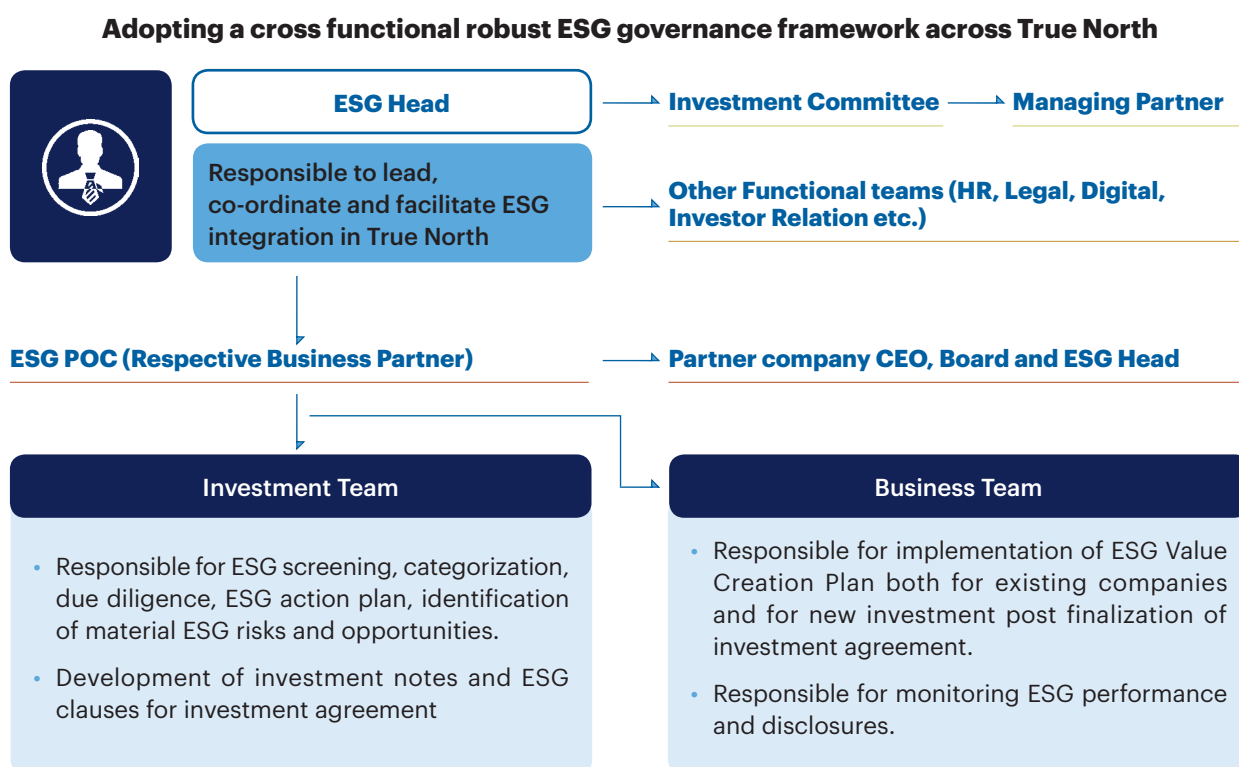 Adopting a cross functional robust ESG governance framework across True North
ESG Head
Investment Committee
Managing Partner
Responsible to lead,
co-ordinate and facilitate ESG
integration in True North
Other Functional teams (HR, Legal, Digital,
Investor Relation etc.)
ESG POC (Respective Business Partner)
Partner company CEO, Board and ESG Head
Investment Team
• Responsible for ESG screening, categorization,
due diligence, ESG action plan, identification
of material ESG risks and opportunities.
• Development of investment notes and ESG
clauses for investment agreement
Business Team
• Responsible for implementation of ESG Value
Creation Plan both for existing companies
and for new investment post finalization of
investment agreement.
• Responsible for monitoring ESG performance
and disclosures.